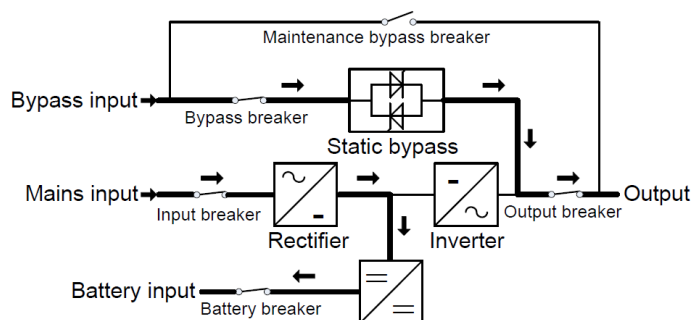 Maintenance bypass breaker
Bypass input
Bypass breaker
Static bypass
Mains input
Input breaker
Rectifier
Inverter
Output breaker
Output
Battery input
Battery breaker